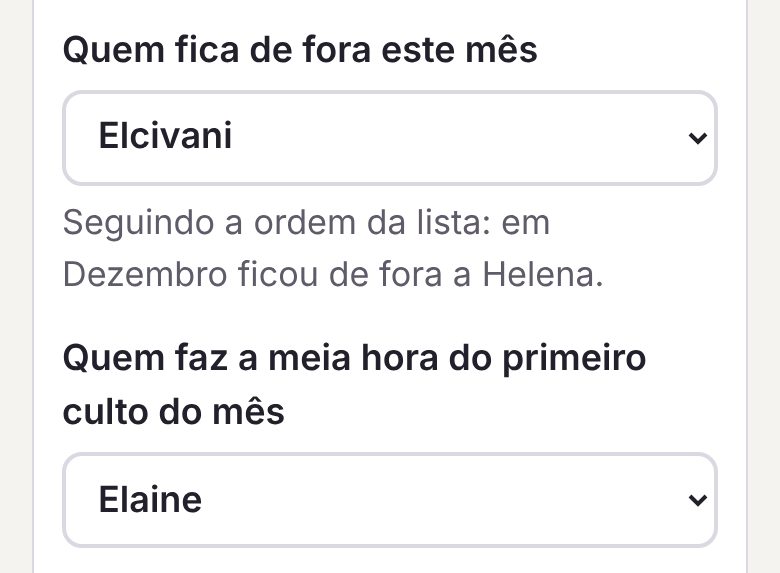 Quem fica de fora este mês
Elcivani
Seguindo a ordem da lista: em
Dezembro ficou de fora a Helena.
Quem faz a meia hora do primeiro
culto do mês
Elaine